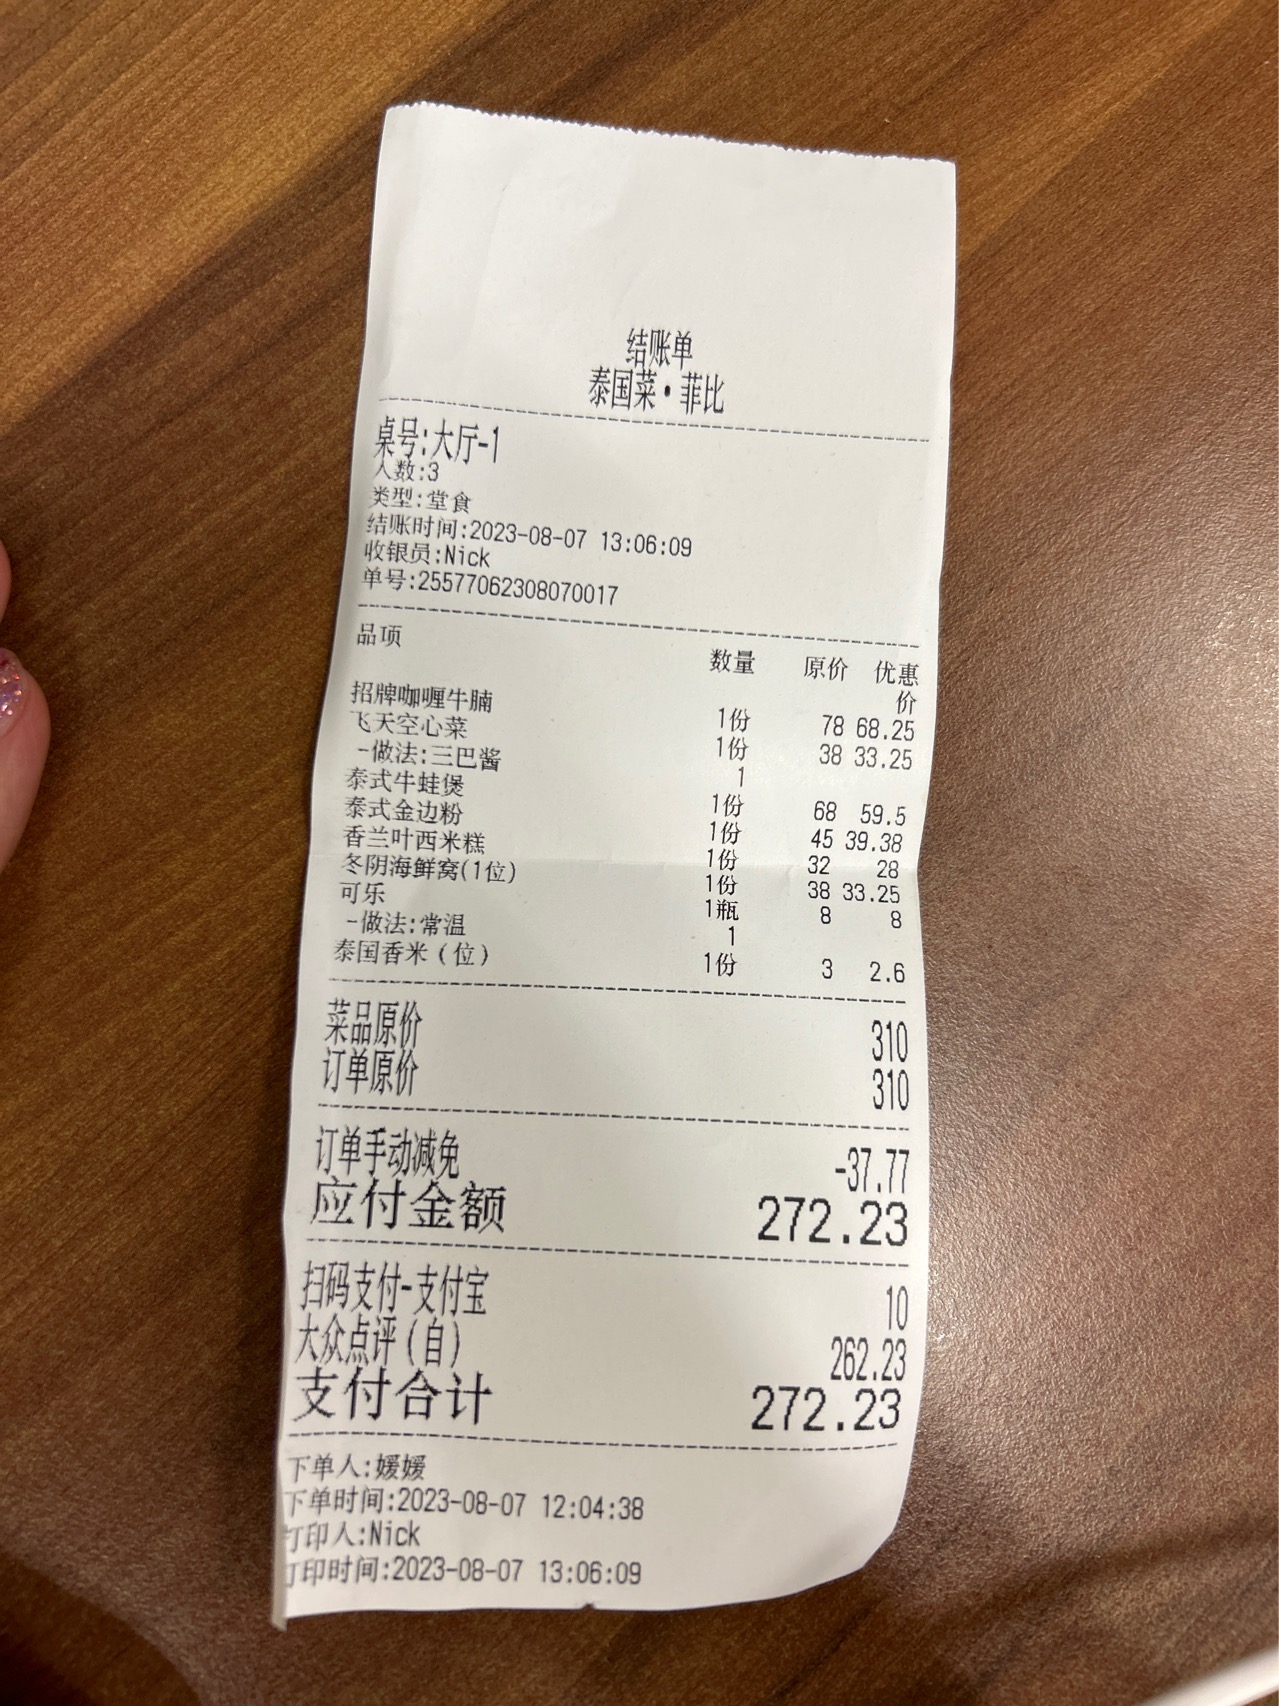 结账单
泰国菜·菲比
桌号:大厅-1
人数:3
类型:堂食
结账时间:2023-08-07 13:06:09
收银员:Nick
单号:25577062308070017
品项 数量 原价 优惠价
招牌咖喱牛腩 1份 78 68.25
飞天空心菜 1份 38 33.25
-做法:三巴酱 1
泰式牛蛙煲 1份 68 59.5
泰式金边粉 1份 45 39.38
香兰叶西米糕 1份 32 28
冬阴海鲜窝(1位) 1份 38 33.25
可乐 1瓶 8 8
-做法:常温 1
泰国香米(位) 1份 3 2.6
菜品原价 310
订单原价 310
订单手动减免 -37.77
应付金额 272.23
扫码支付-支付宝 10
大众点评(自) 262.23
支付合计 272.23
下单人:媛媛
下单时间:2023-08-07 12:04:38
打印人:Nick
打印时间:2023-08-07 13:06:09